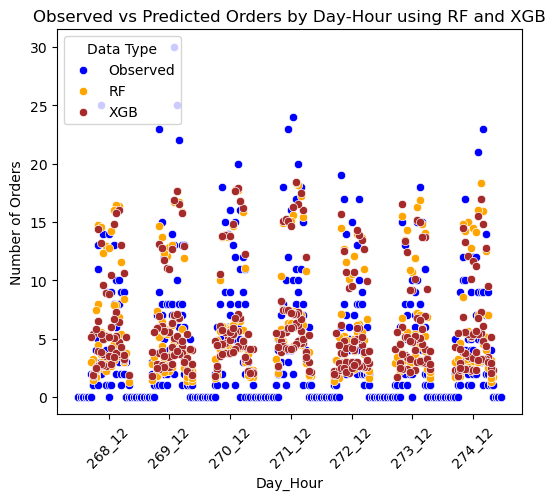 Observed vs Predicted Orders by Day-Hour using RF and XGB
Data Type
Observed
RF
XGB
Number of Orders
30
25
20
15
10
5
0
268_12
269_12
270_12
271_12
272_12
273_12
274_12
Day_Hour